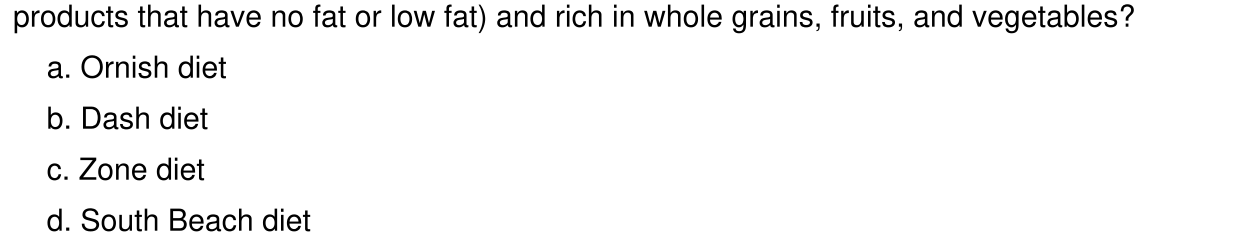 products that have no fat or low fat) and rich in whole grains, fruits, and vegetables?
a. Ornish diet
b. Dash diet
c. Zone diet
d. South Beach diet